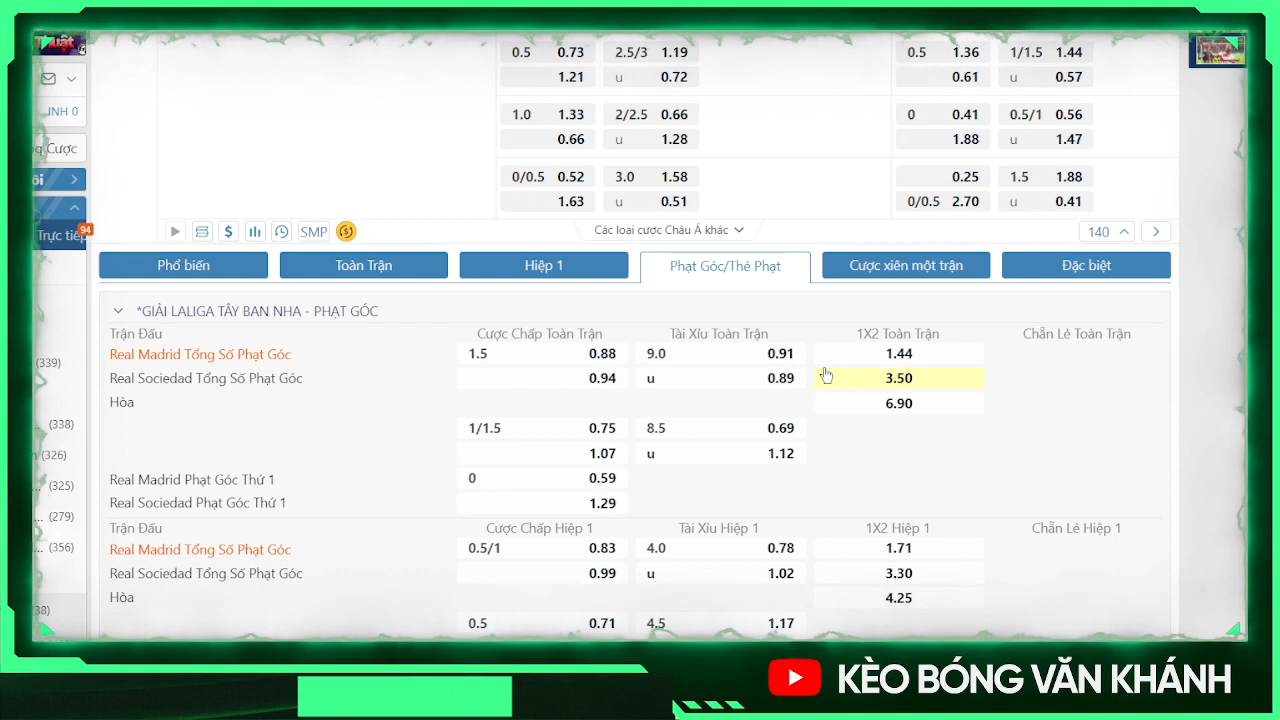 Thuật
0.5 0.73 2.5/3 1.19 0.5 1.36 1/1.5 1.44
1.21 u 0.72 0.61 u 0.57
INH 0
1.0 1.33 2/2.5 0.66 0 0.41 0.5/1 0.56
0.66 u 1.28 1.88 u 1.47
g Cược
0/0.5 0.52 3.0 1.58 0.25 1.5 1.88
ôi
1.63 u 0.51 0/0.5 2.70 u 0.41
Trực tiếp 94
SMP Các loại cược Châu Á khác 140
Phổ biến Toàn Trận Hiệp 1 Phạt Góc/Thẻ Phạt Cược xiên một trận Đặc biệt
*GIẢI LALIGA TÂY BAN NHA - PHẠT GÓC
Trận Đấu Cược Chấp Toàn Trận Tài Xỉu Toàn Trận 1X2 Toàn Trận Chẵn Lẻ Toàn Trận
Real Madrid Tổng Số Phạt Góc 1.5 0.88 9.0 0.91 1.44
(339)
Real Sociedad Tổng Số Phạt Góc 0.94 u 0.89 3.50
Hòa 6.90
... (338) 1/1.5 0.75 8.5 0.69
(326) 1.07 u 1.12
Real Madrid Phạt Góc Thứ 1 0 0.59
... (325)
Real Sociedad Phạt Góc Thứ 1 1.29
... (279)
Trận Đấu Cược Chấp Hiệp 1 Tài Xỉu Hiệp 1 1X2 Hiệp 1 Chẵn Lẻ Hiệp 1
... (356) Real Madrid Tổng Số Phạt Góc 0.5/1 0.83 4.0 0.78 1.71
Real Sociedad Tổng Số Phạt Góc 0.99 u 1.02 3.30
Hòa 4.25
38)
0.5 0.71 4.5 1.17
KÈO BÓNG VĂN KHÁNH